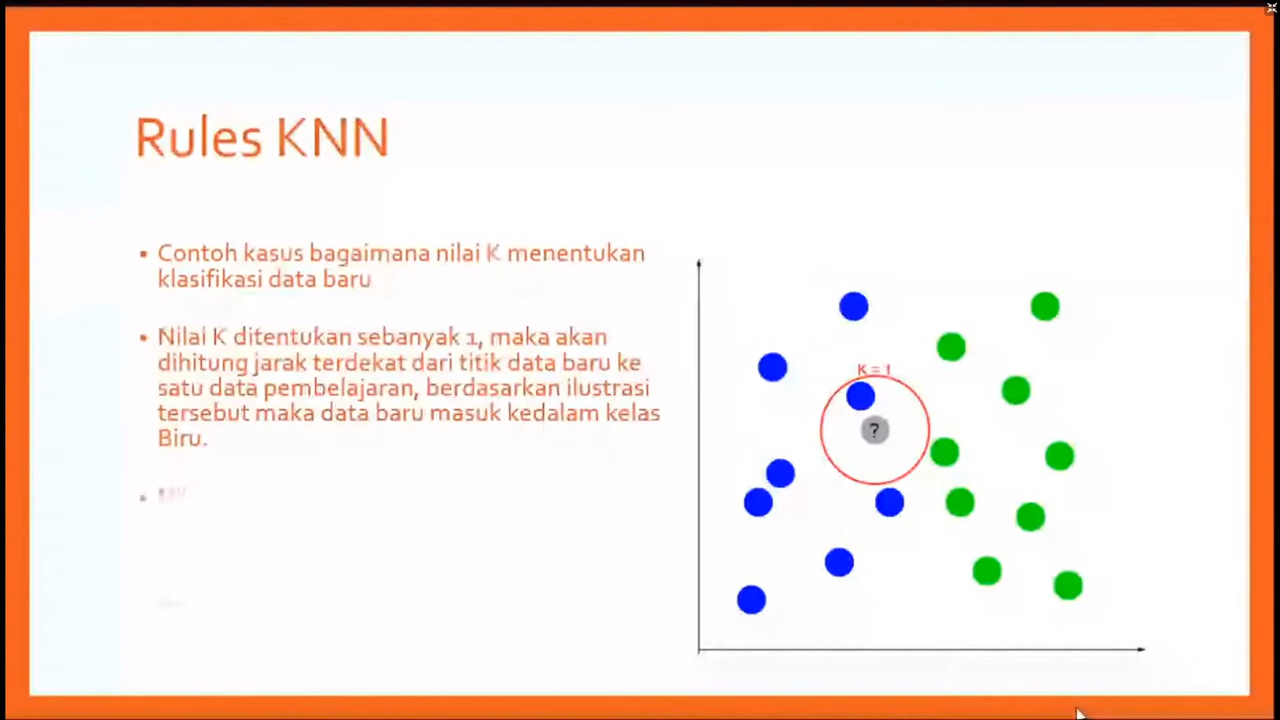 Rules KNN
Contoh kasus bagaimana nilai K menentukan
klasifikasi data baru
Nilai K ditentukan sebanyak 1, maka akan
dihitung jarak terdekat dari titik data baru ke
satu data pembelajaran, berdasarkan ilustrasi
tersebut maka data baru masuk kedalam kelas
Biru.
K = 1
?